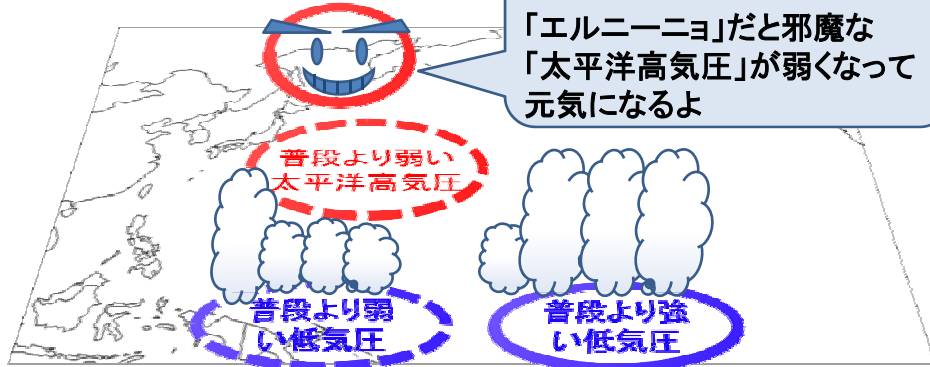 「エルニーニョ」だと邪魔な
「太平洋高気圧」が弱くなって
元気になるよ
普段より弱い
太平洋高気圧
普段より弱
い低気圧
普段より強
い低気圧